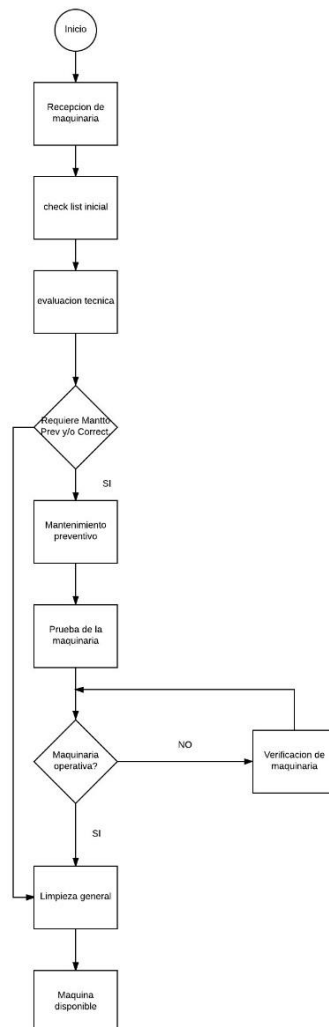 Inicio
Recepcion de
maquinaria
check list inicial
evaluacion tecnica
Requiere Mantto
Prev y/o Correct.
SI
Mantenimiento
preventivo
Prueba de la
maquinaria
Maquinaria
operativa?
NO
Verificacion de
maquinaria
SI
Limpieza general
Maquina
disponible